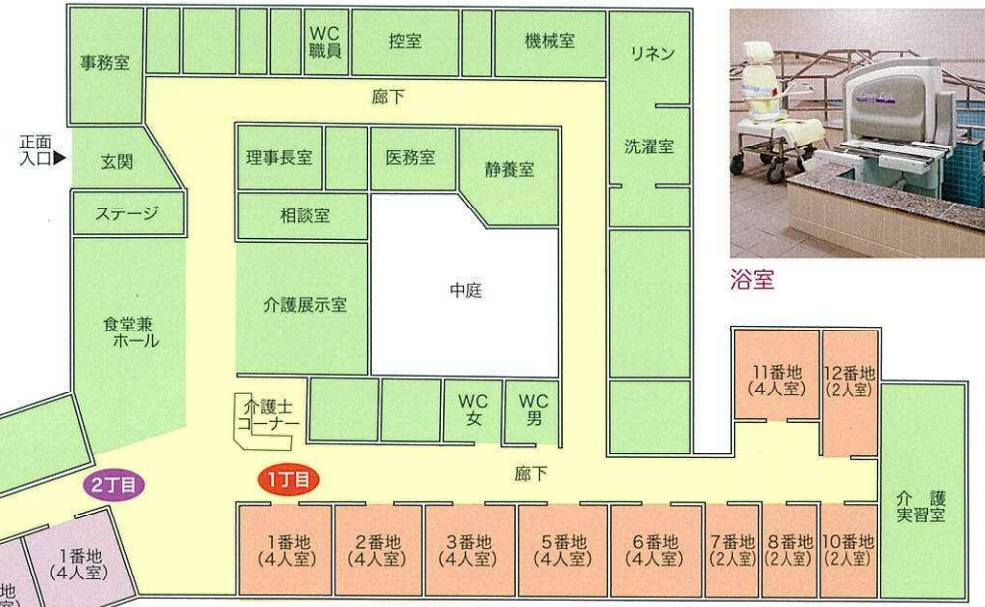 事務室
WC
職員
控室
機械室
リネン
廊下
正面
入口▶
玄関
理事長室
医務室
静養室
洗濯室
ステージ
相談室
浴室
中庭
介護展示室
食堂兼
ホール
11番地
(4人室)
12番地
(2人室)
介護士
コーナー
WC
女
WC
男
廊下
2丁目
1丁目
介 護
実習室
1番地
(4人室)
2番地
(4人室)
3番地
(4人室)
5番地
(4人室)
6番地
(4人室)
7番地
(2人室)
8番地
(2人室)
10番地
(2人室)
1番地
(4人室)
地
室)